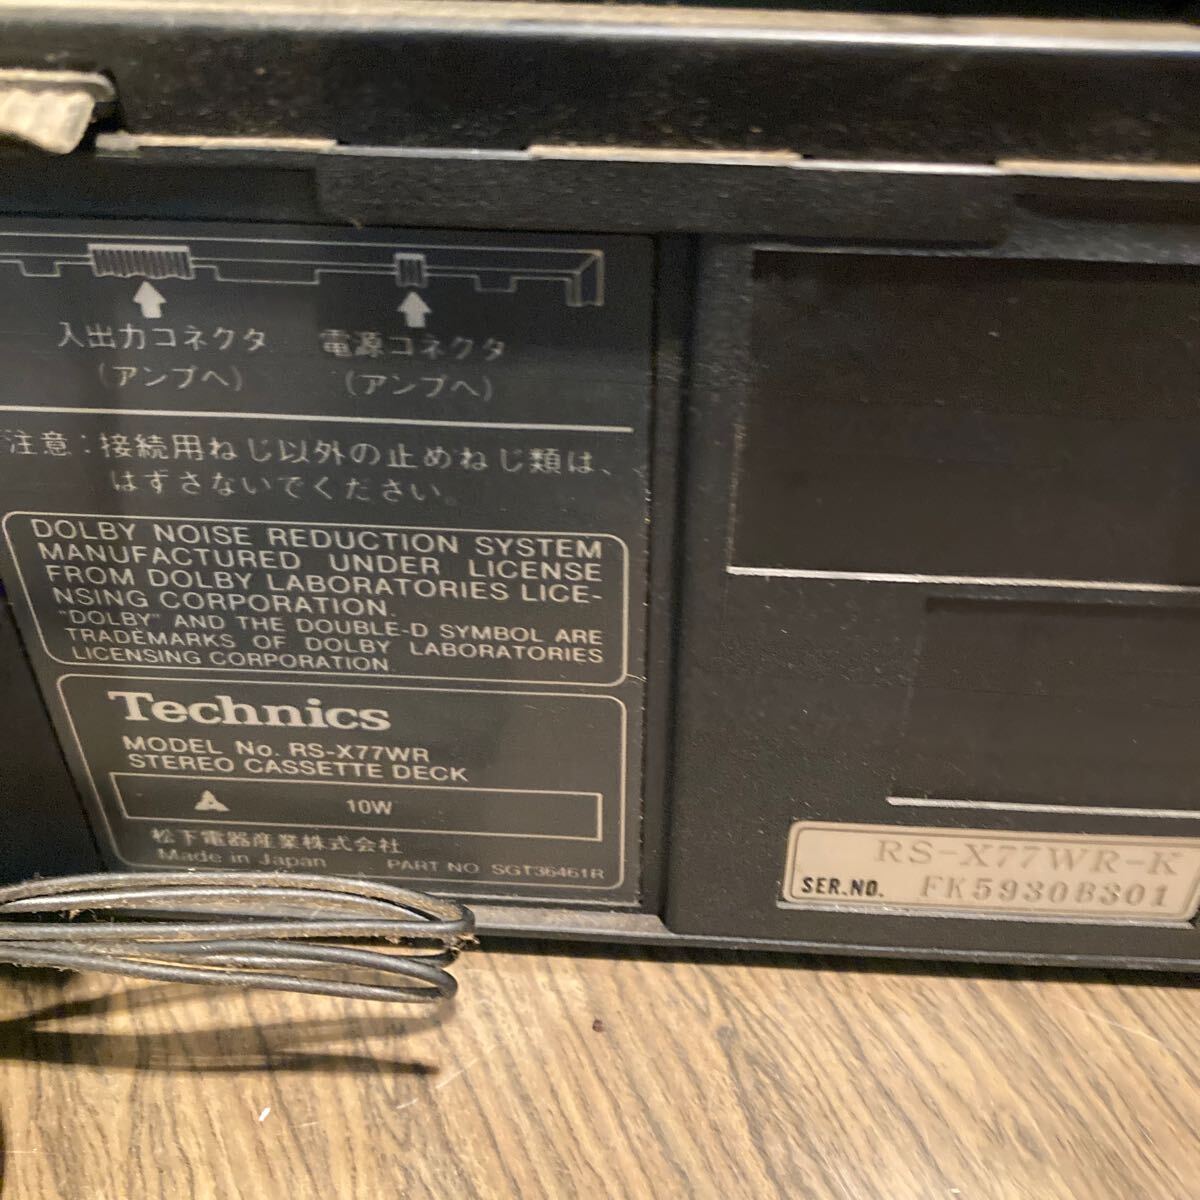 入出力コネクタ
(アンプへ)
電源コネクタ
(アンプへ)
注意:接続用ねじ以外の止めねじ類は、
はずさないでください。
DOLBY NOISE REDUCTION SYSTEM
MANUFACTURED UNDER LICENSE
FROM DOLBY LABORATORIES LICE-
NSING CORPORATION.
"DOLBY" AND THE DOUBLE-D SYMBOL ARE
TRADEMARKS OF DOLBY LABORATORIES
LICENSING CORPORATION.
Technics
MODEL No. RS-X77WR
STEREO CASSETTE DECK
10W
松下電器産業株式会社
Made in Japan PART NO. SGT36461R
RS-X77WR-K
SER.NO. FK5930B301